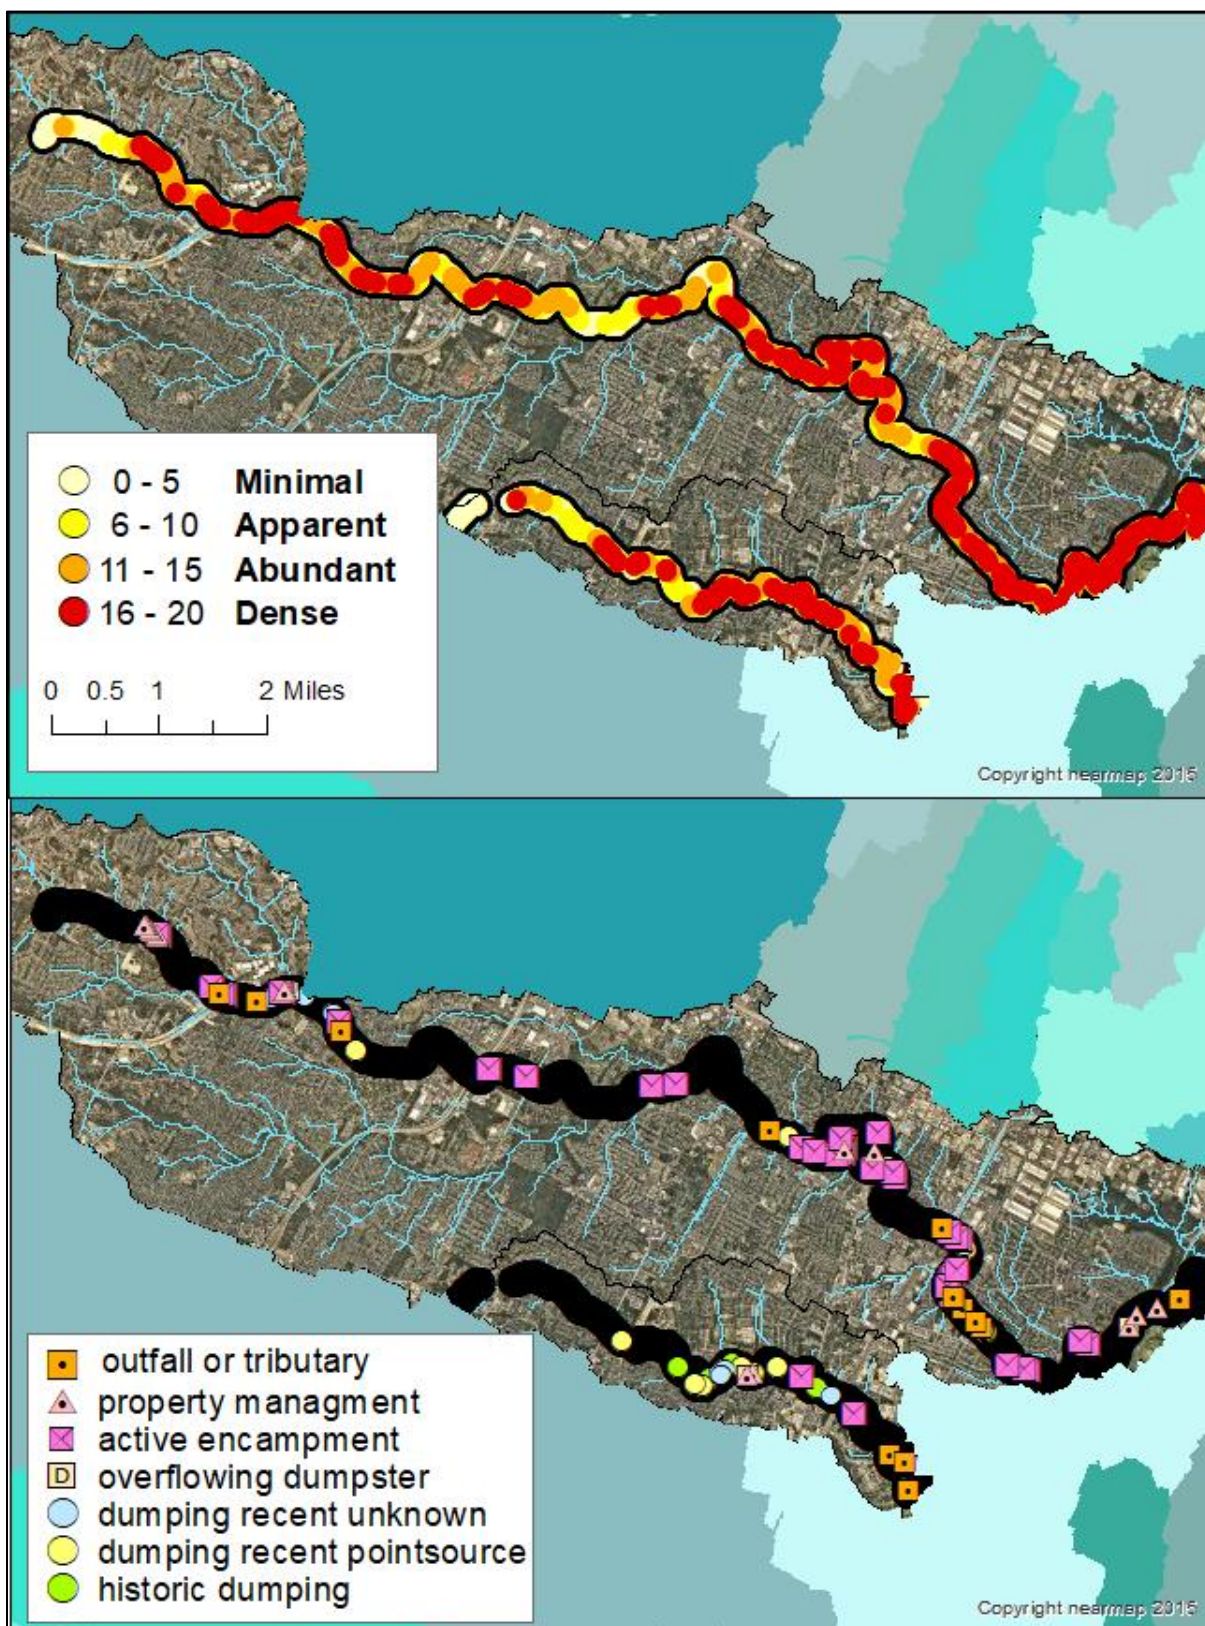 0 - 5 Minimal
6 - 10 Apparent
11 - 15 Abundant
16 - 20 Dense
0 0.5 1 2 Miles
Copyright nearmap 2015
outfall or tributary
property managment
active encampment
D overflowing dumpster
dumping recent unknown
dumping recent pointsource
historic dumping
Copyright nearmap 2015